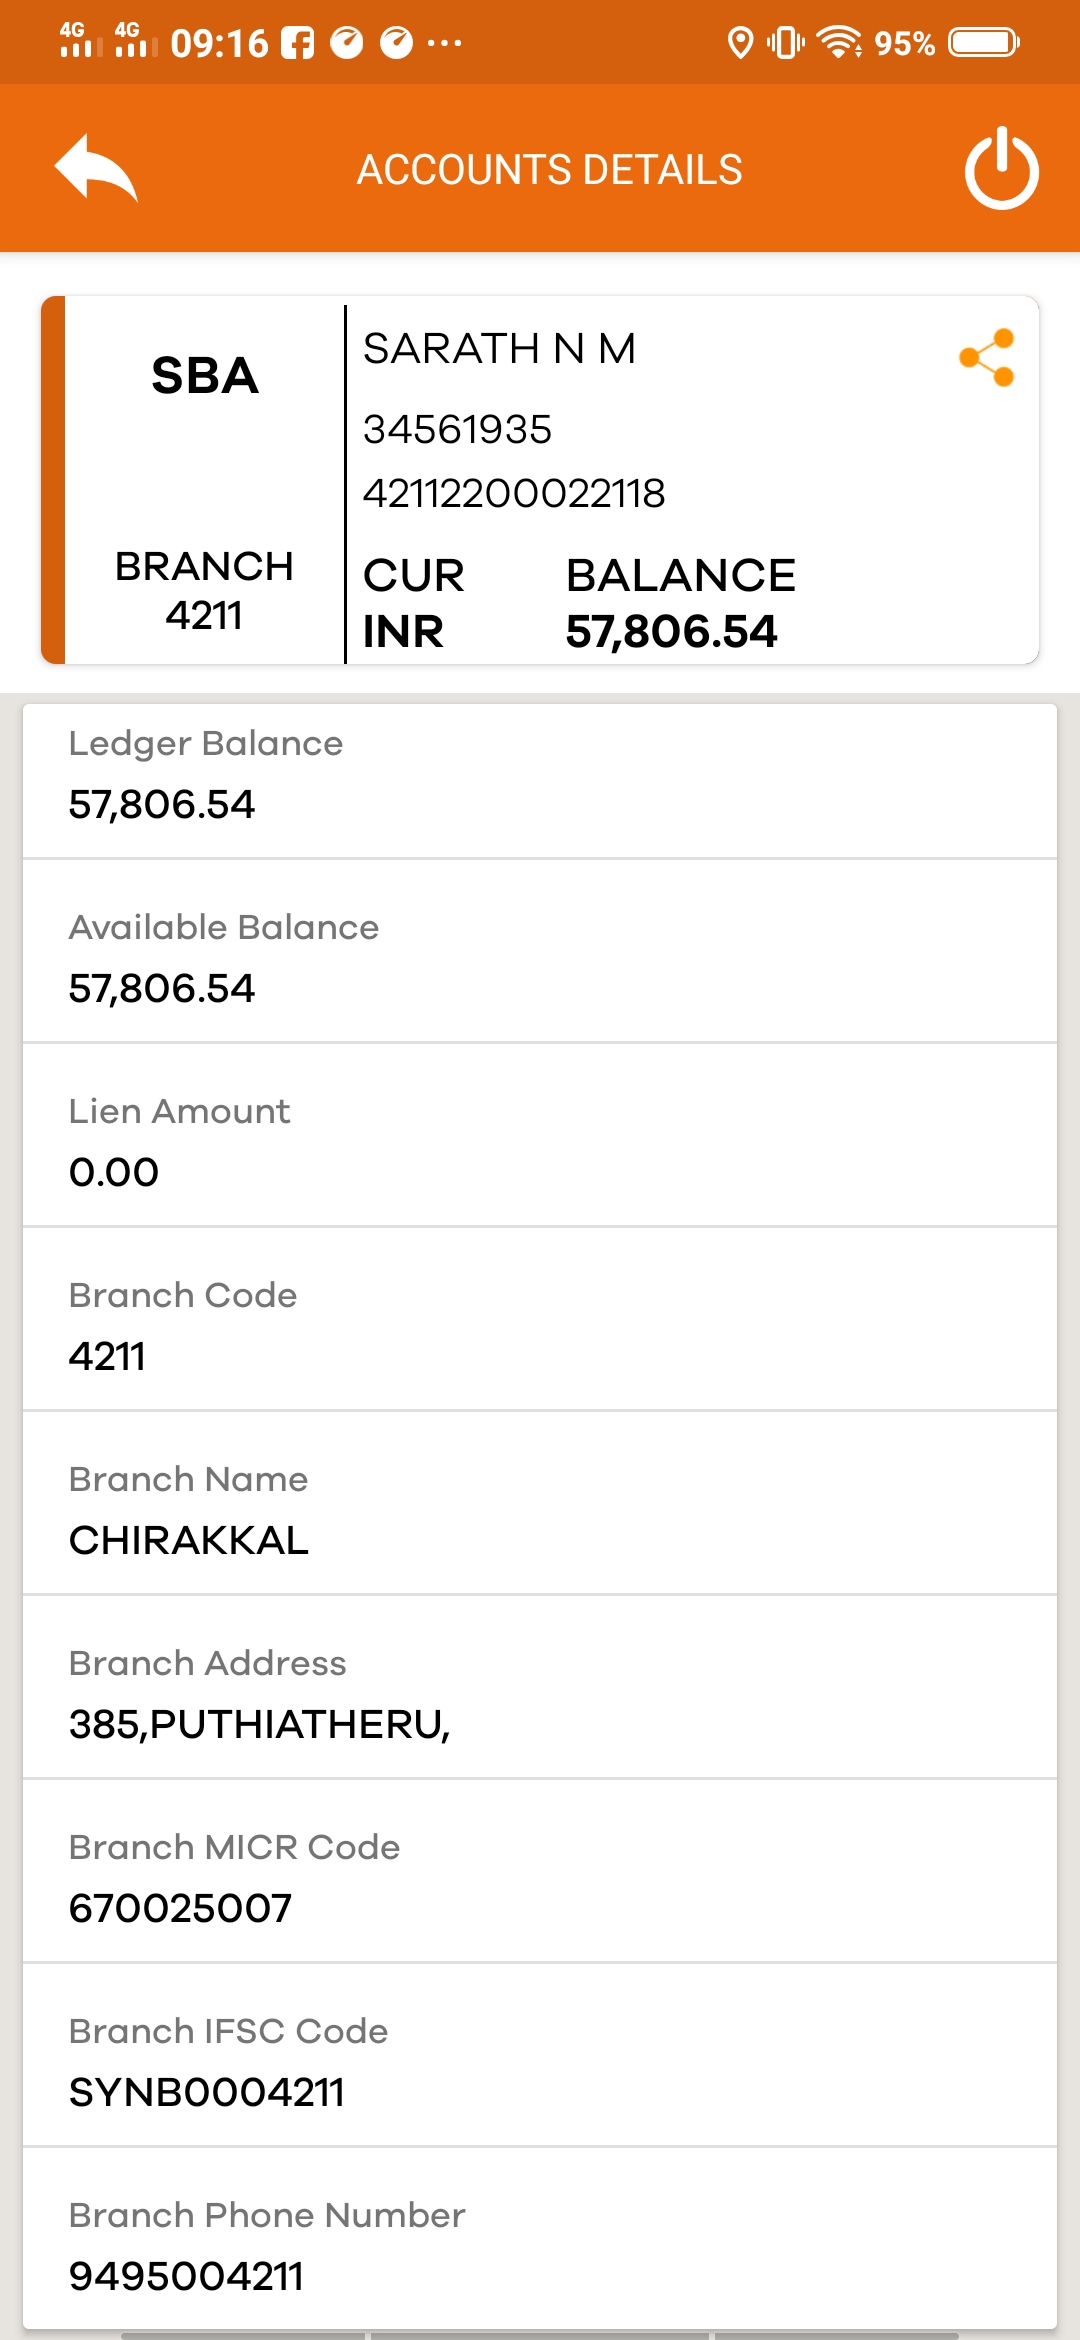 4G 4G 09:16 95%
ACCOUNTS DETAILS
SBA
BRANCH
4211
SARATH N M
34561935
42112200022118
CUR BALANCE
INR 57,806.54
Ledger Balance
57,806.54
Available Balance
57,806.54
Lien Amount
0.00
Branch Code
4211
Branch Name
CHIRAKKAL
Branch Address
385,PUTHIATHERU,
Branch MICR Code
670025007
Branch IFSC Code
SYNB0004211
Branch Phone Number
9495004211